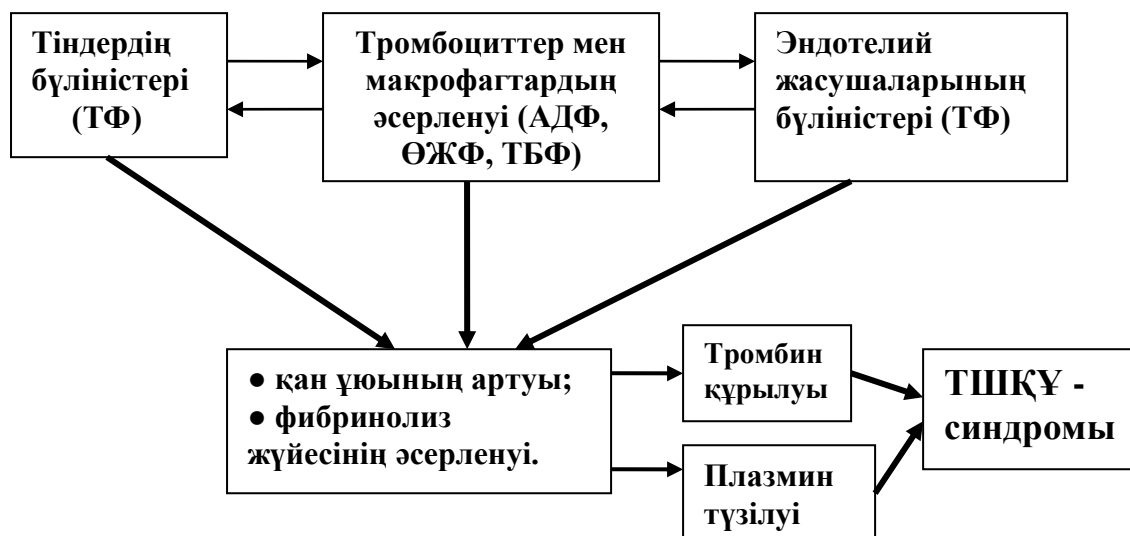 Тіндердің
бүліністері
(ТФ)
Тромбоциттер мен
макрофагтардың
әсерленуі (АДФ,
ӨЖФ, ТБФ)
Эндотелий
жасушаларының
бүліністері (ТФ)
● қан ұюының артуы;
● фибринолиз
жүйесінің әсерленуі.
Тромбин
құрылуы
Плазмин
түзілуі
ТШҚҰ -
синдромы